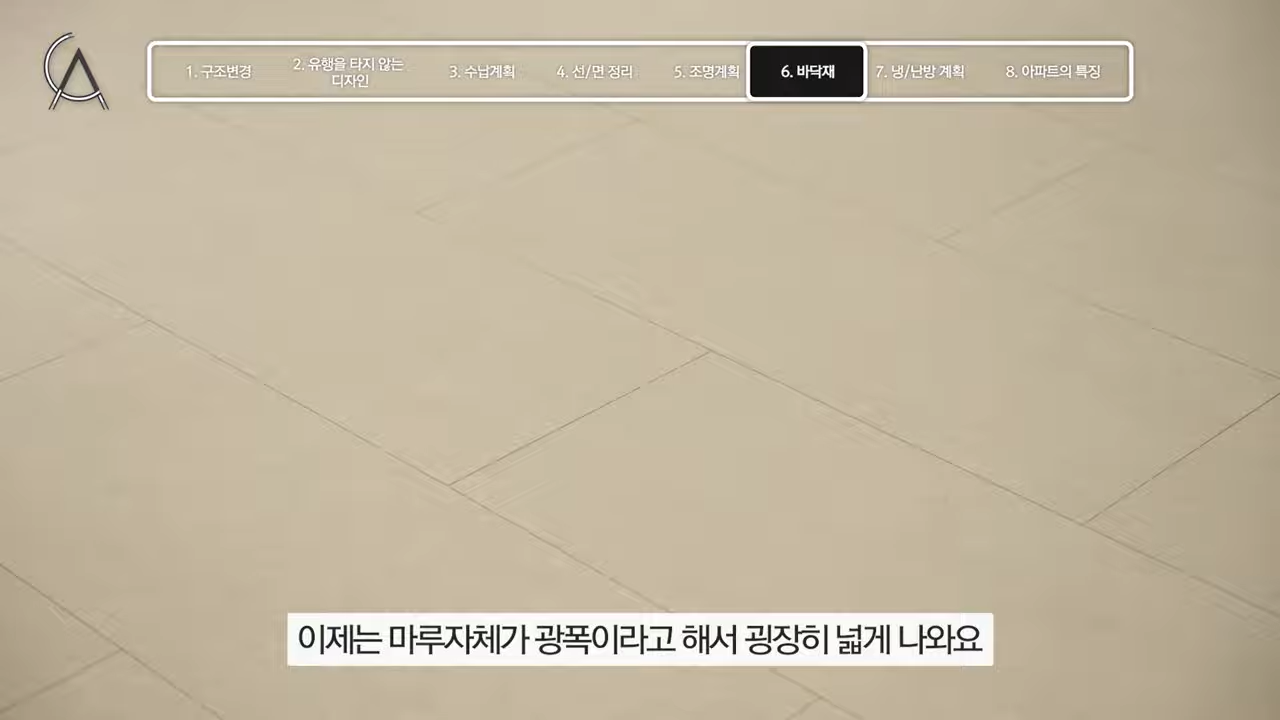 1. 구조변경
2. 유행을 타지 않는
디자인
3. 수납계획
4. 선/면 정리
5. 조명계획
6. 바닥재
7. 냉/난방 계획
8. 아파트의 특징
이제는 마루자체가 광폭이라고 해서 굉장히 넓게 나와요